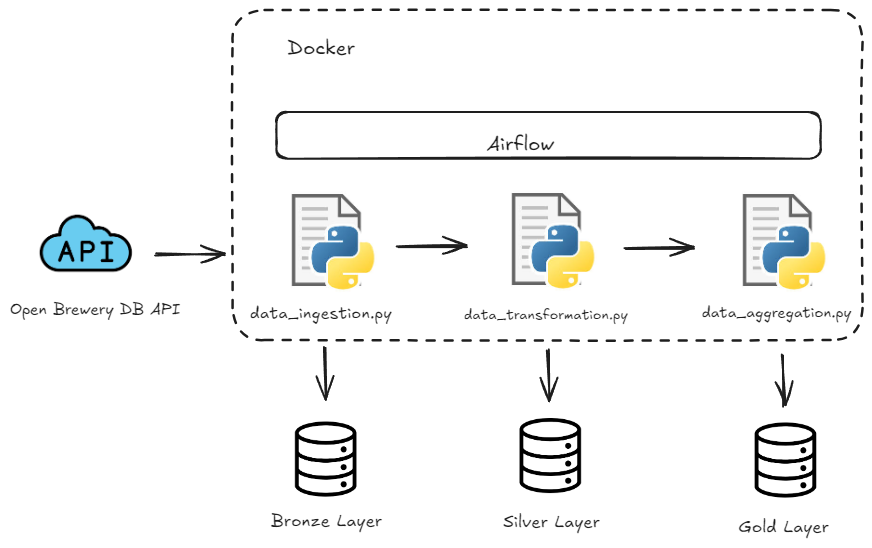 Docker
Airflow
API
Open Brewery DB API
data_ingestion.py
data_transformation.py
data_aggregation.py
Bronze Layer
Silver Layer
Gold Layer